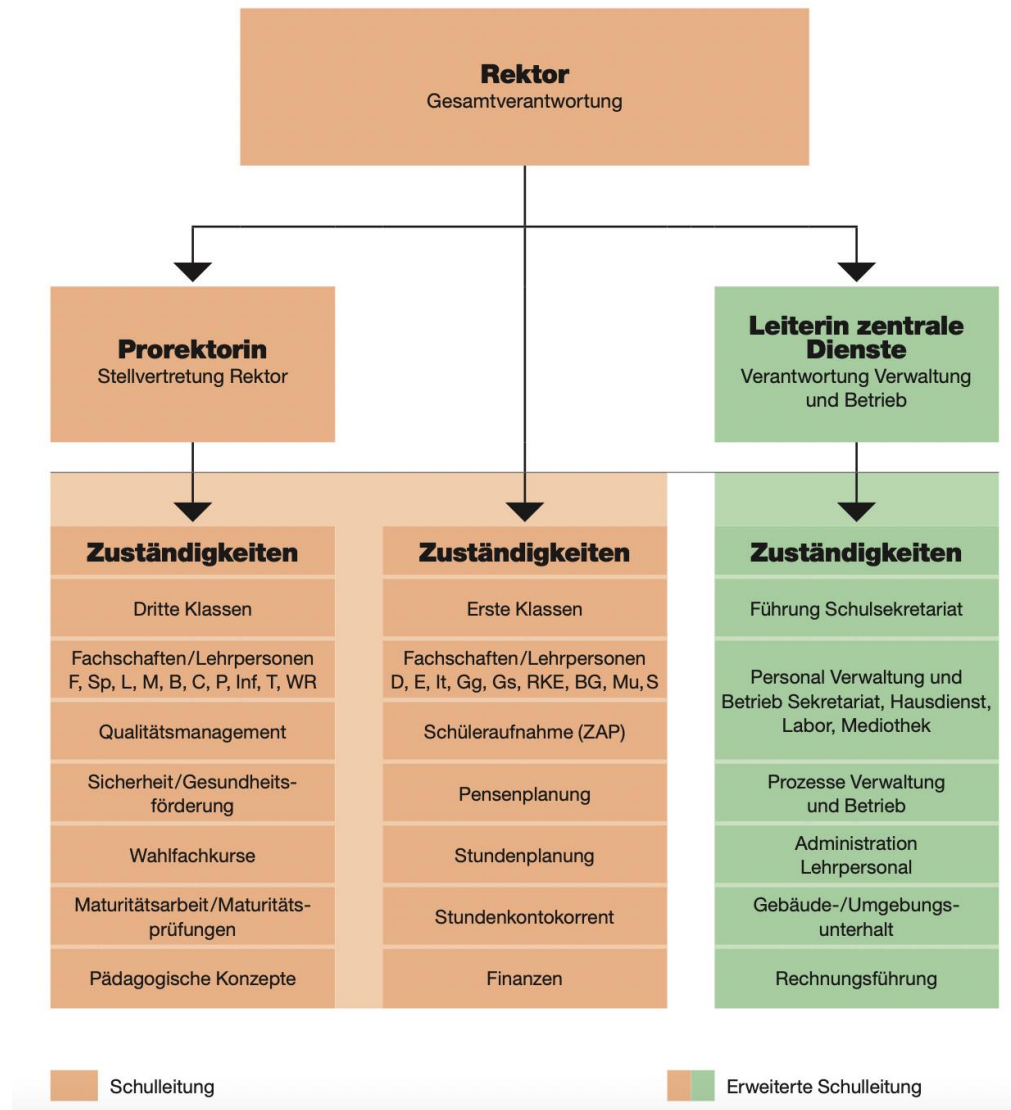 Rektor
Gesamtverantwortung
Prorektorin
Stellvertretung Rektor
Leiterin zentrale
Dienste
Verantwortung Verwaltung
und Betrieb
Zuständigkeiten
Dritte Klassen
Fachschaften/Lehrpersonen
F, Sp, L, M, B, C, P, Inf, T, WR
Qualitätsmanagement
Sicherheit/Gesundheits-
förderung
Wahlfachkurse
Maturitätsarbeit/Maturitäts-
prüfungen
Pädagogische Konzepte
Zuständigkeiten
Erste Klassen
Fachschaften/Lehrpersonen
D, E, It, Gg, Gs, RKE, BG, Mu, S
Schüleraufnahme (ZAP)
Pensenplanung
Stundenplanung
Stundenkontokorrent
Finanzen
Zuständigkeiten
Führung Schulsekretariat
Personal Verwaltung und
Betrieb Sekretariat, Hausdienst,
Labor, Mediothek
Prozesse Verwaltung
und Betrieb
Administration
Lehrpersonal
Gebäude-/Umgebungs-
unterhalt
Rechnungsführung
Schulleitung
Erweiterte Schulleitung